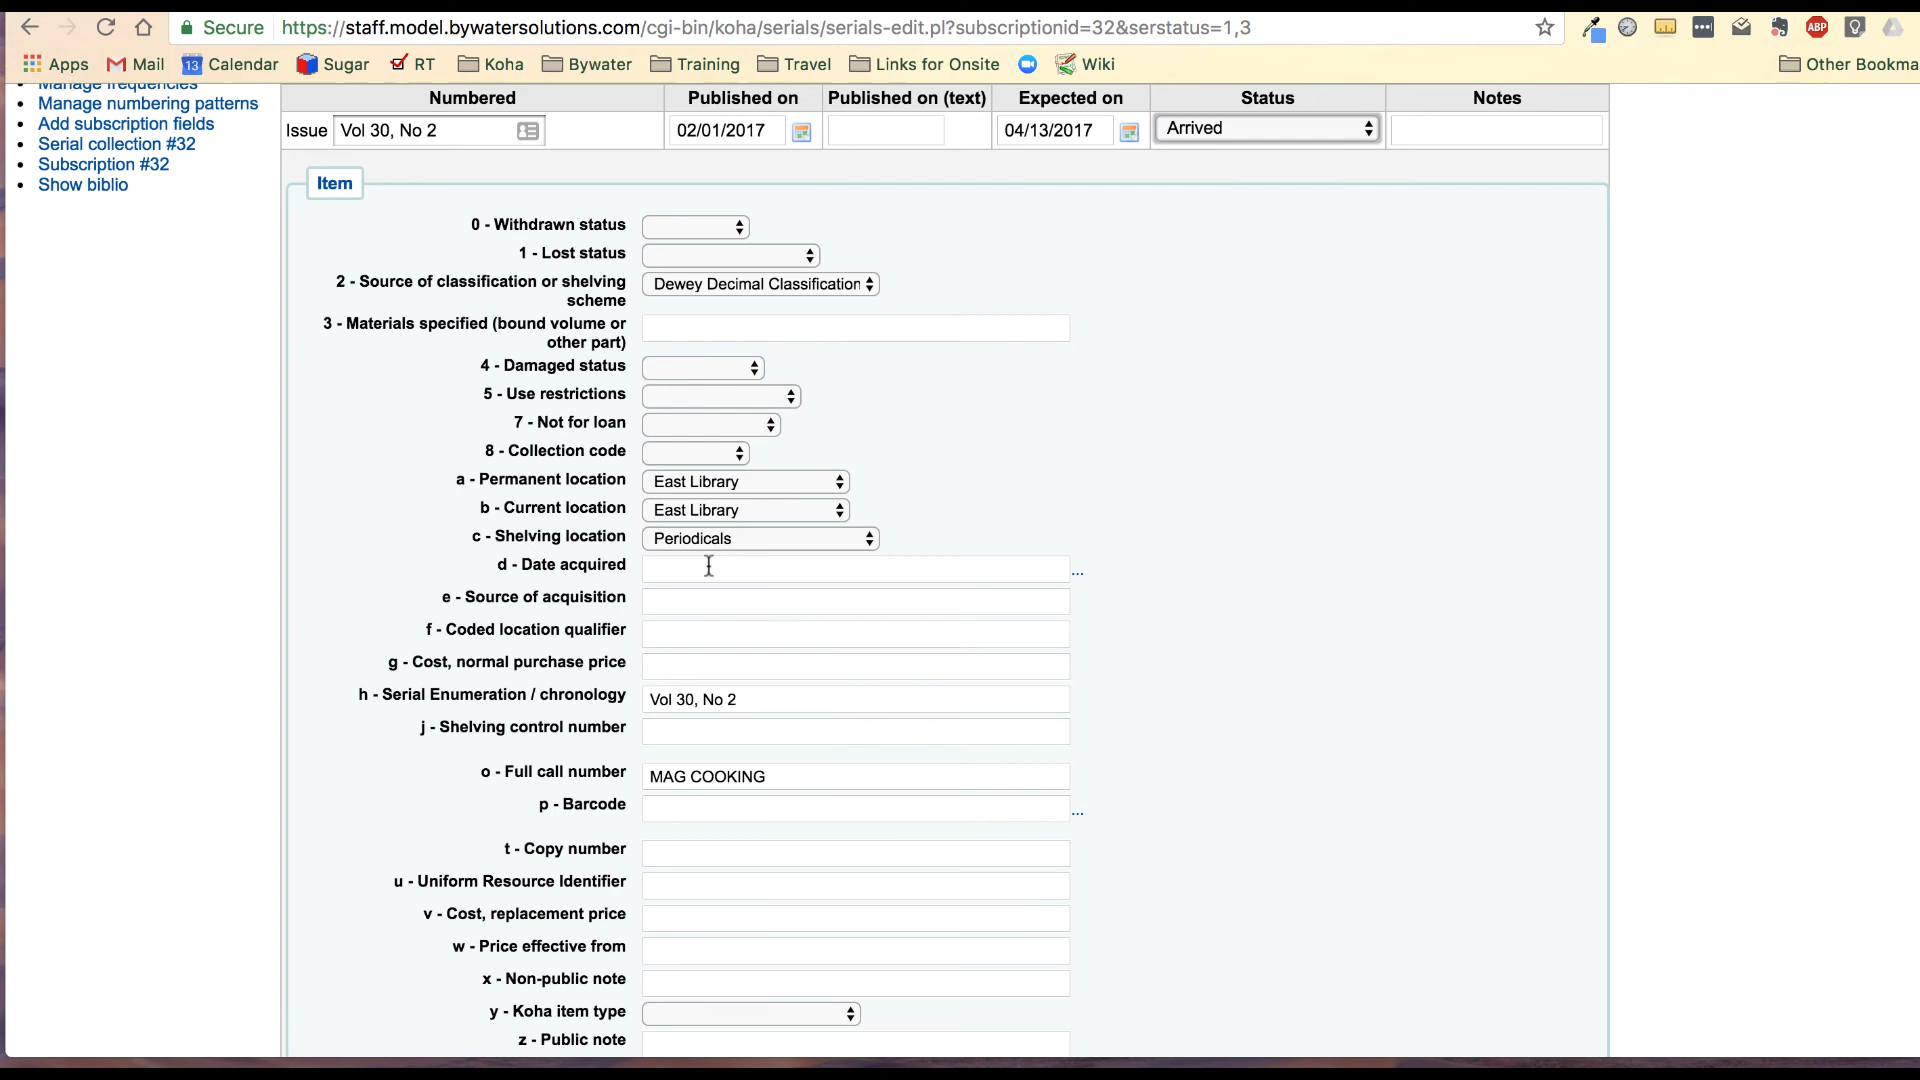 Secure https://staff.model.bywatersolutions.com/cgi-bin/koha/serials/serials-edit.pl?subscriptionid=32&serstatus=1,3
Apps Mail 13 Calendar Sugar RT Koha Bywater Training Travel Links for Onsite Wiki Other Bookma
Manage frequencies
Manage numbering patterns
Add subscription fields
Serial collection #32
Subscription #32
Show biblio
Numbered Published on Published on (text) Expected on Status Notes
Issue Vol 30, No 2 02/01/2017 04/13/2017 Arrived
Item
0 - Withdrawn status
1 - Lost status
2 - Source of classification or shelving scheme Dewey Decimal Classification
3 - Materials specified (bound volume or other part)
4 - Damaged status
5 - Use restrictions
7 - Not for loan
8 - Collection code
a - Permanent location East Library
b - Current location East Library
c - Shelving location Periodicals
d - Date acquired ...
e - Source of acquisition
f - Coded location qualifier
g - Cost, normal purchase price
h - Serial Enumeration / chronology Vol 30, No 2
j - Shelving control number
o - Full call number MAG COOKING
p - Barcode ...
t - Copy number
u - Uniform Resource Identifier
v - Cost, replacement price
w - Price effective from
x - Non-public note
y - Koha item type
z - Public note
ABP